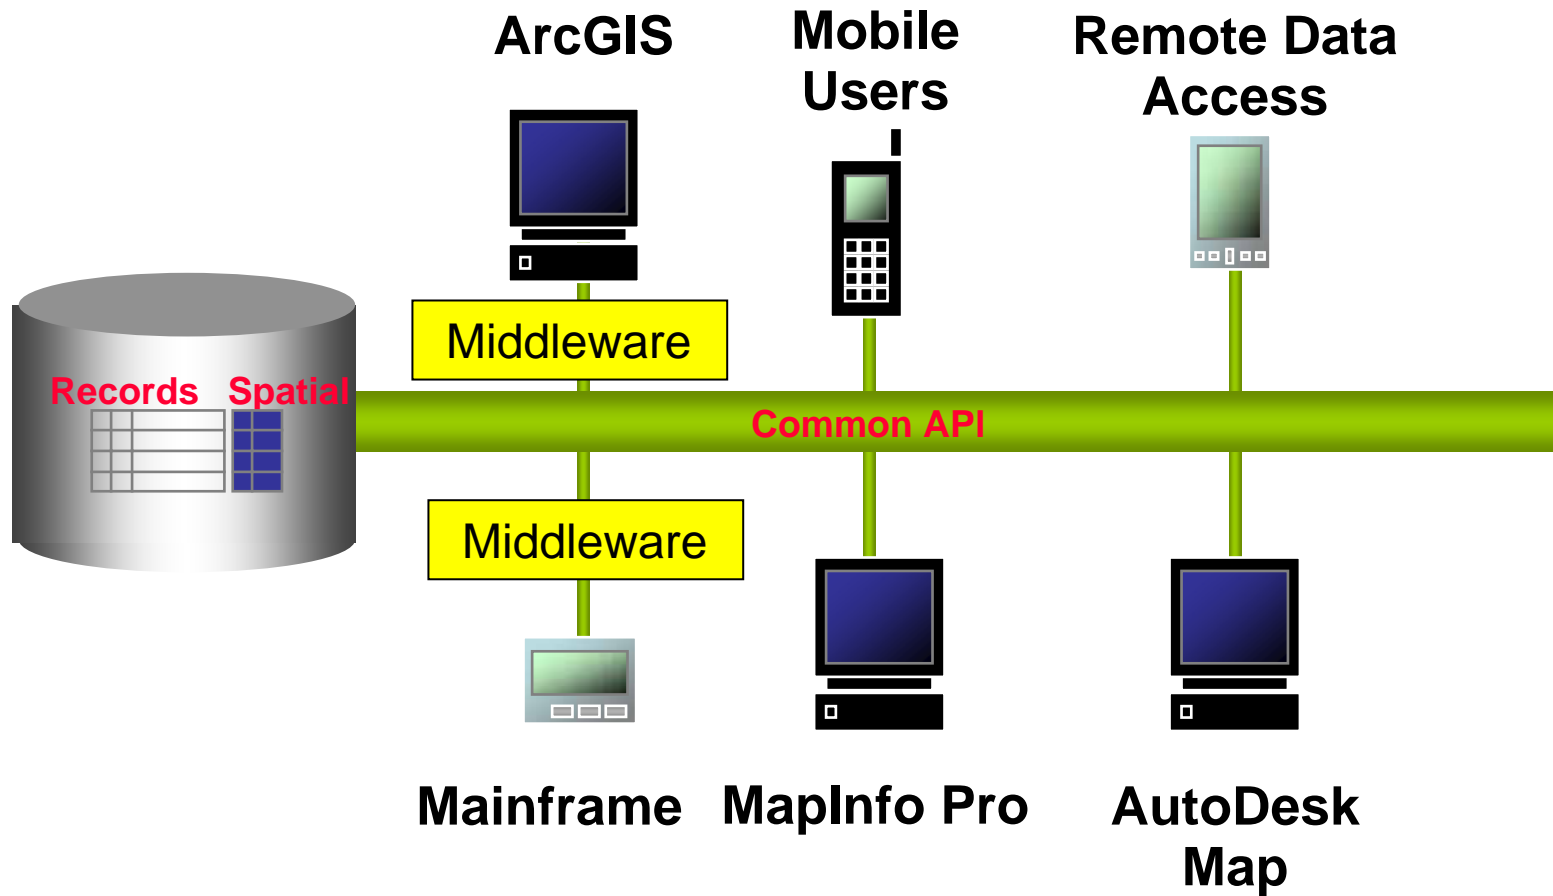 ArcGIS
Mobile
Users
Remote Data
Access
Middleware
Records Spatial
Common API
Middleware
Mainframe
MapInfo Pro
AutoDesk
Map